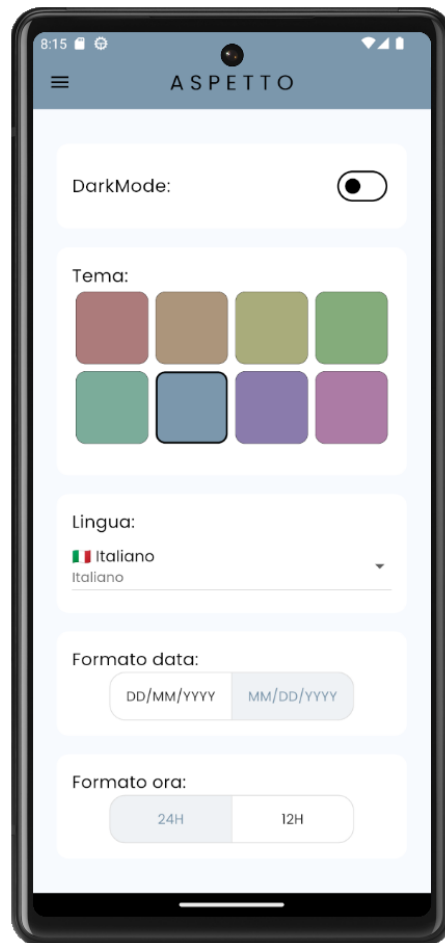 8:15
ASPETTO
DarkMode:
Tema:
Lingua:
🇮🇹 Italiano
Italiano
Formato data:
DD/MM/YYYY MM/DD/YYYY
Formato ora:
24H 12H